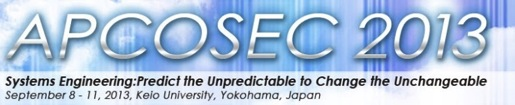 APCOSEC 2013
Systems Engineering:Predict the Unpredictable to Change the Unchangeable
September 8 - 11, 2013, Keio University, Yokohama, Japan